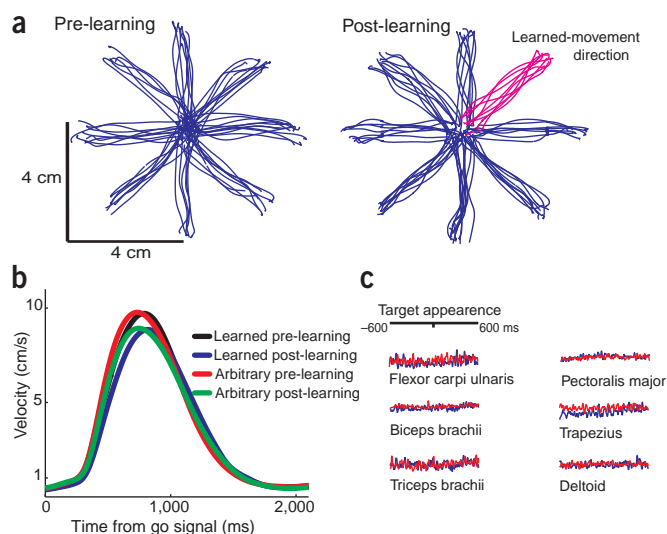 a
Pre-learning
Post-learning
Learned-movement
direction
4 cm
4 cm
b
Velocity (cm/s)
10
5
1
0
1,000
2,000
Time from go signal (ms)
Learned pre-learning
Learned post-learning
Arbitrary pre-learning
Arbitrary post-learning
c
Target appearence
–600
600 ms
Flexor carpi ulnaris
Pectoralis major
Biceps brachii
Trapezius
Triceps brachii
Deltoid